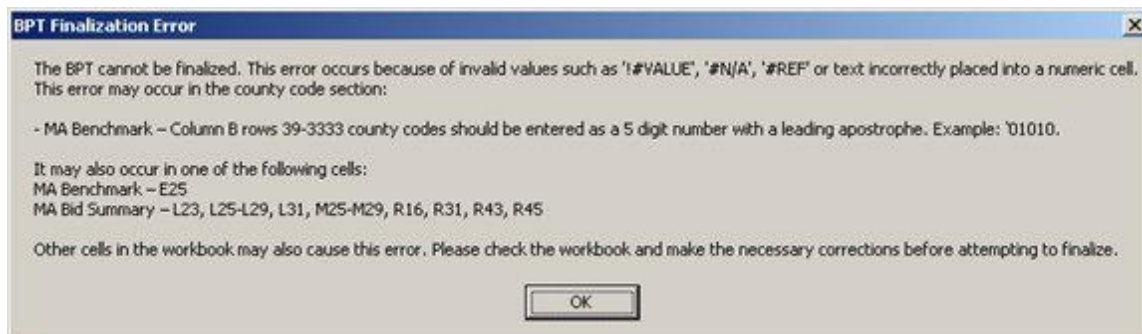 BPT Finalization Error
The BPT cannot be finalized. This error occurs because of invalid values such as '!#VALUE', '#N/A', '#REF' or text incorrectly placed into a numeric cell.
This error may occur in the county code section:
- MA Benchmark – Column B rows 39-3333 county codes should be entered as a 5 digit number with a leading apostrophe. Example: '01010.
It may also occur in one of the following cells:
MA Benchmark – E25
MA Bid Summary – L23, L25-L29, L31, M25-M29, R16, R31, R43, R45
Other cells in the workbook may also cause this error. Please check the workbook and make the necessary corrections before attempting to finalize.
OK